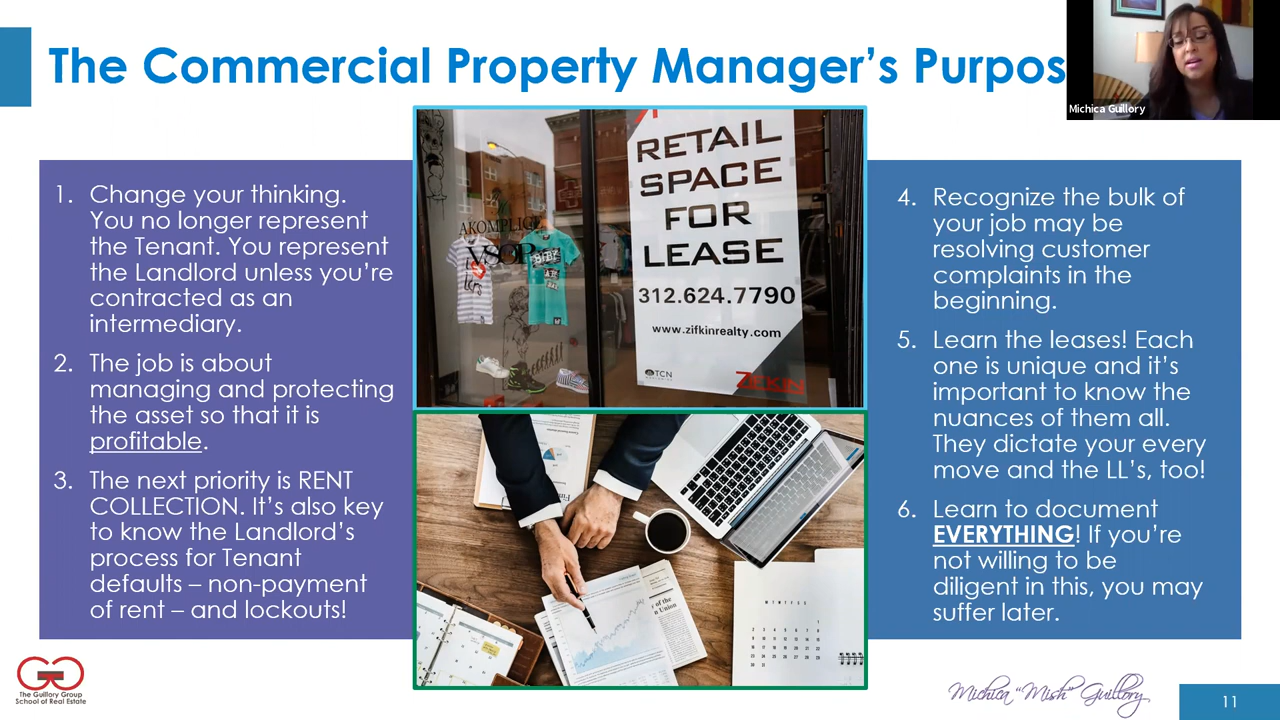 The Commercial Property Manager’s Purpos
Michica Guillory
1. Change your thinking.
You no longer represent
the Tenant. You represent
the Landlord unless you’re
contracted as an
intermediary.
2. The job is about
managing and protecting
the asset so that it is
profitable.
3. The next priority is RENT
COLLECTION. It’s also key
to know the Landlord’s
process for Tenant
defaults – non-payment
of rent – and lockouts!
AKOMPLICE
VSOP
RETAIL
SPACE
FOR
LEASE
312.624.7790
www.zifkinrealty.com
TCN
ZIFKIN
4. Recognize the bulk of
your job may be
resolving customer
complaints in the
beginning.
5. Learn the leases! Each
one is unique and it’s
important to know the
nuances of them all.
They dictate your every
move and the LL’s, too!
6. Learn to document
EVERYTHING! If you’re
not willing to be
diligent in this, you may
suffer later.
The Guillory Group
School of Real Estate
Michica “Mish” Guillory
11